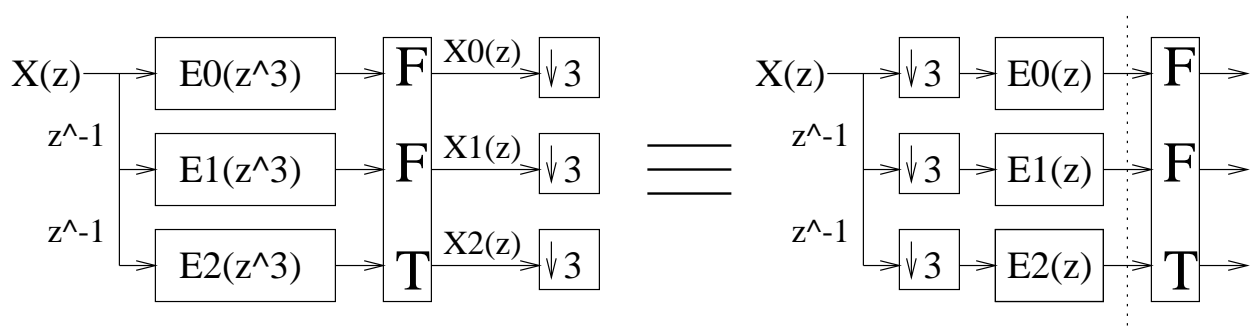 X0(z)
X(z) E0(z^3) F ↓3 X(z) ↓3 E0(z) F
z^-1 z^-1
X1(z)
E1(z^3) F ↓3 ↓3 E1(z) F
z^-1 z^-1
X2(z)
E2(z^3) T ↓3 ↓3 E2(z) T